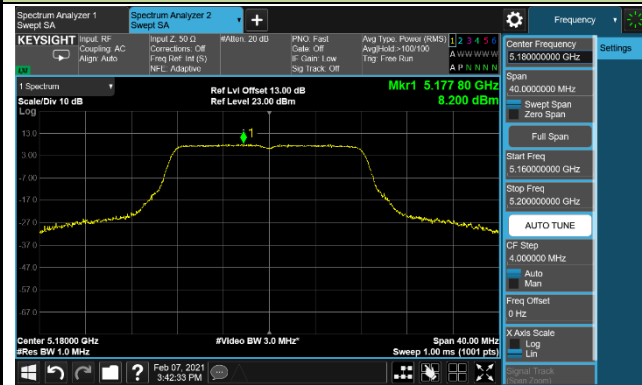 Spectrum Analyzer 1
Swept SA
Spectrum Analyzer 2
Swept SA
+
Frequency
KEYSIGHT
Input: RF
Coupling: AC
Align: Auto
Input Z: 50 Ω
Corrections: Off
Freq Ref: Int (S)
NFE: Adaptive
#Atten: 20 dB
PNO: Fast
Gate: Off
IF Gain: Low
Sig Track: Off
Avg Type: Power (RMS)
Avg|Hold:>100/100
Trig: Free Run
1 2 3 4 5 6
A W W W W W
A P N N N N
LXI
Center Frequency
5.180000000 GHz
Settings
1 Spectrum
Scale/Div 10 dB
Log
Ref Lvl Offset 13.00 dB
Ref Level 23.00 dBm
Mkr1 5.177 80 GHz
8.200 dBm
Span
40.0000000 MHz
Swept Span
Zero Span
Full Span
Start Freq
5.160000000 GHz
Stop Freq
5.200000000 GHz
AUTO TUNE
CF Step
4.000000 MHz
Auto
Man
Freq Offset
0 Hz
X Axis Scale
Log
Lin
Signal Track
(Span Zoom)
1
13.0
3.00
-7.00
-17.0
-27.0
-37.0
-47.0
-57.0
-67.0
Center 5.18000 GHz
#Res BW 1.0 MHz
#Video BW 3.0 MHz*
Span 40.00 MHz
Sweep 1.00 ms (1001 pts)
?
Feb 07, 2021
3:42:33 PM